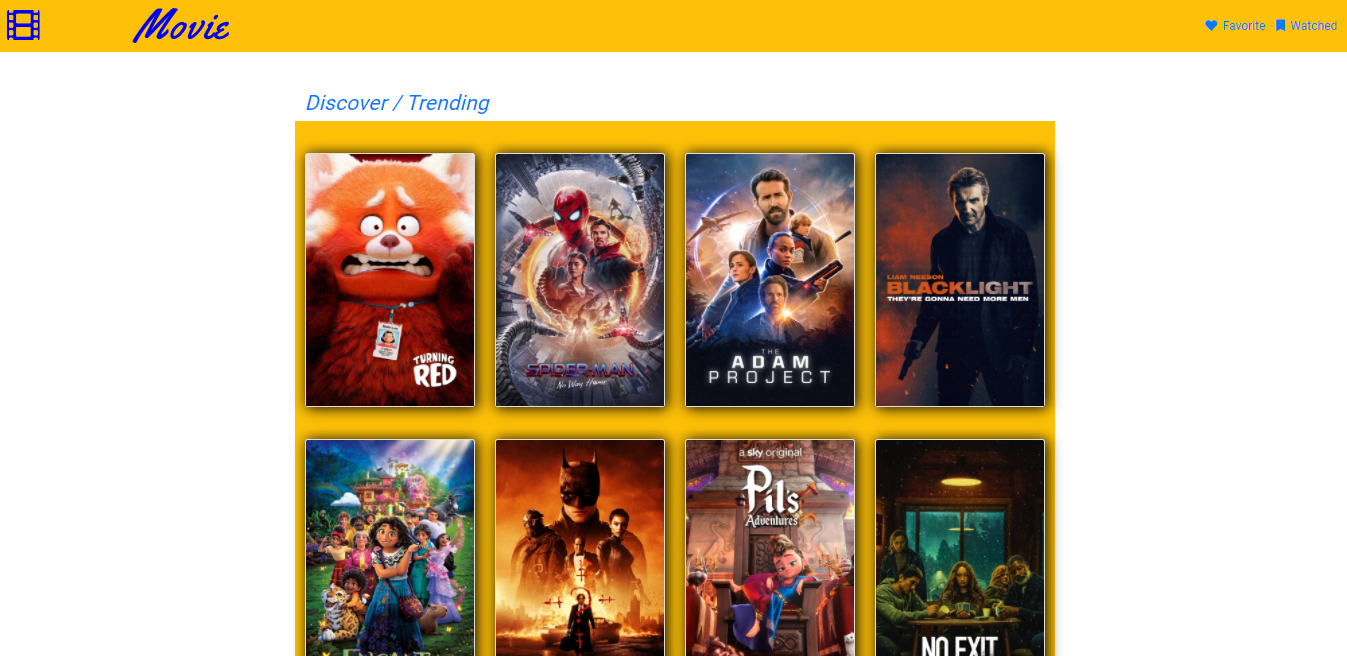 Movie
Favorite
Watched
Discover / Trending
TURNING
RED
SPIDER-MAN
No Way Home
THE
ADAM
PROJECT
LIAM NEESON
BLACKLIGHT
THEY'RE GONNA NEED MORE MEN
a sky original
Pil's
Adventures
NO EXIT